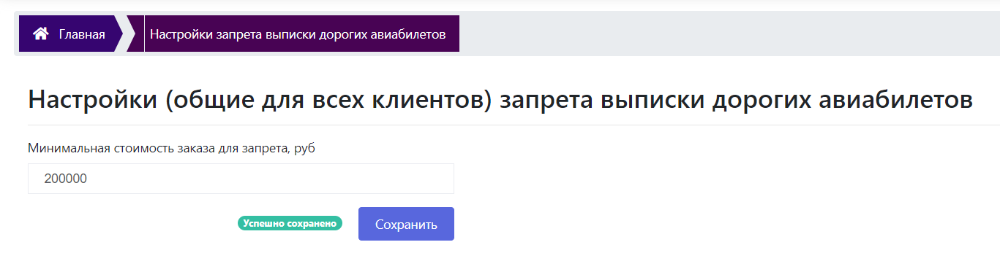 Главная
Настройки запрета выписки дорогих авиабилетов
Настройки (общие для всех клиентов) запрета выписки дорогих авиабилетов
Минимальная стоимость заказа для запрета, руб
200000
Успешно сохранено
Сохранить